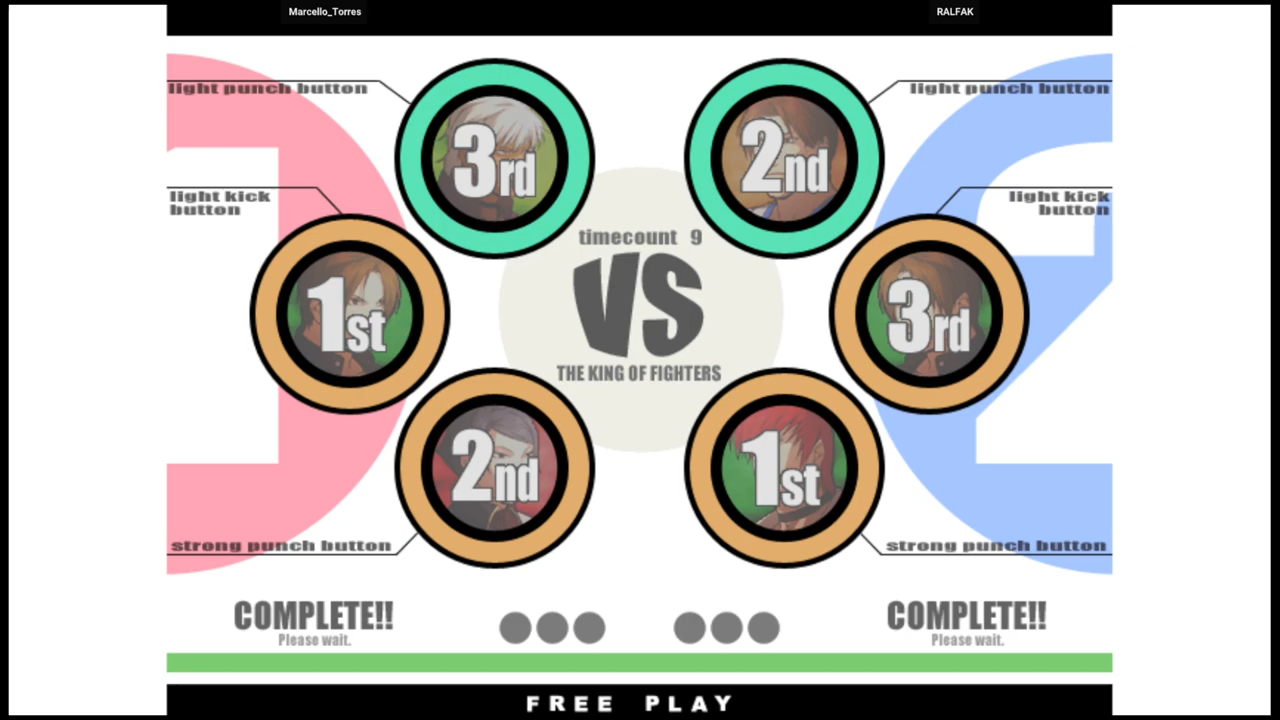 Marcello_Torres
RALFAK
light punch button
light punch button
3rd
2nd
light kick
button
light kick
button
timecount 9
VS
THE KING OF FIGHTERS
1st
3rd
2nd
1st
strong punch button
strong punch button
COMPLETE!!
Please wait.
COMPLETE!!
Please wait.
FREE PLAY